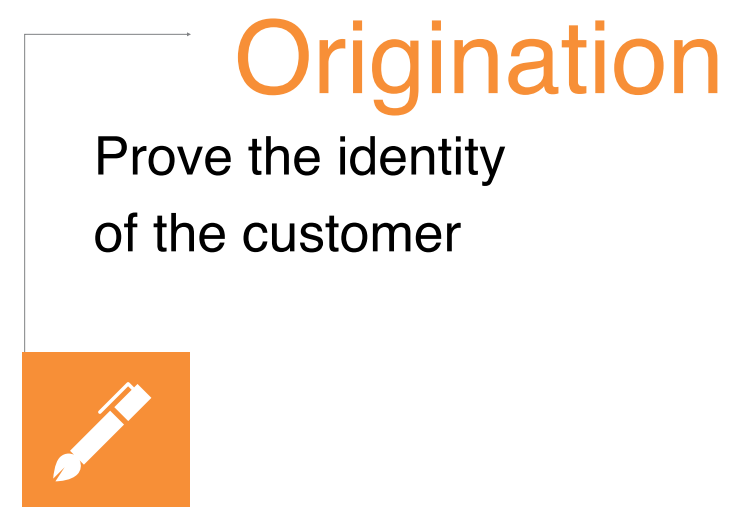 Origination
Prove the identity
of the customer